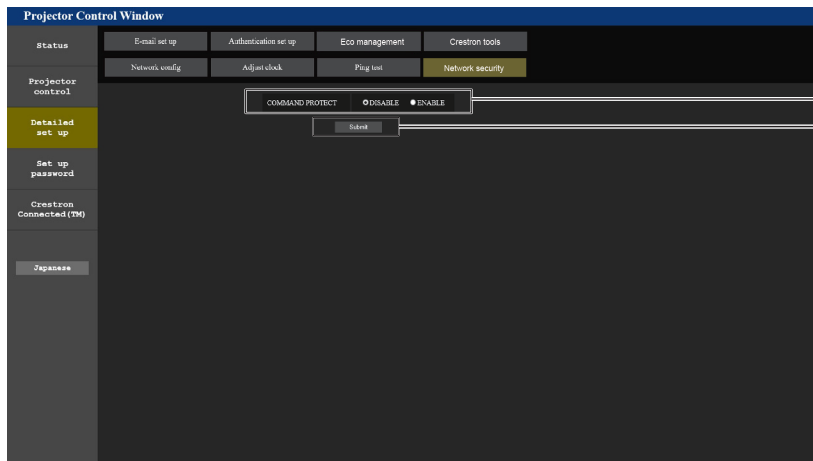 Projector Control Window
Status
E-mail set up
Authentication set up
Eco management
Crestron tools
Network config
Adjust clock
Ping test
Network security
Projector
control
Detailed
set up
Set up
password
Crestron
Connected(TM)
Japanese
COMMAND PROTECT DISABLE ENABLE
Submit